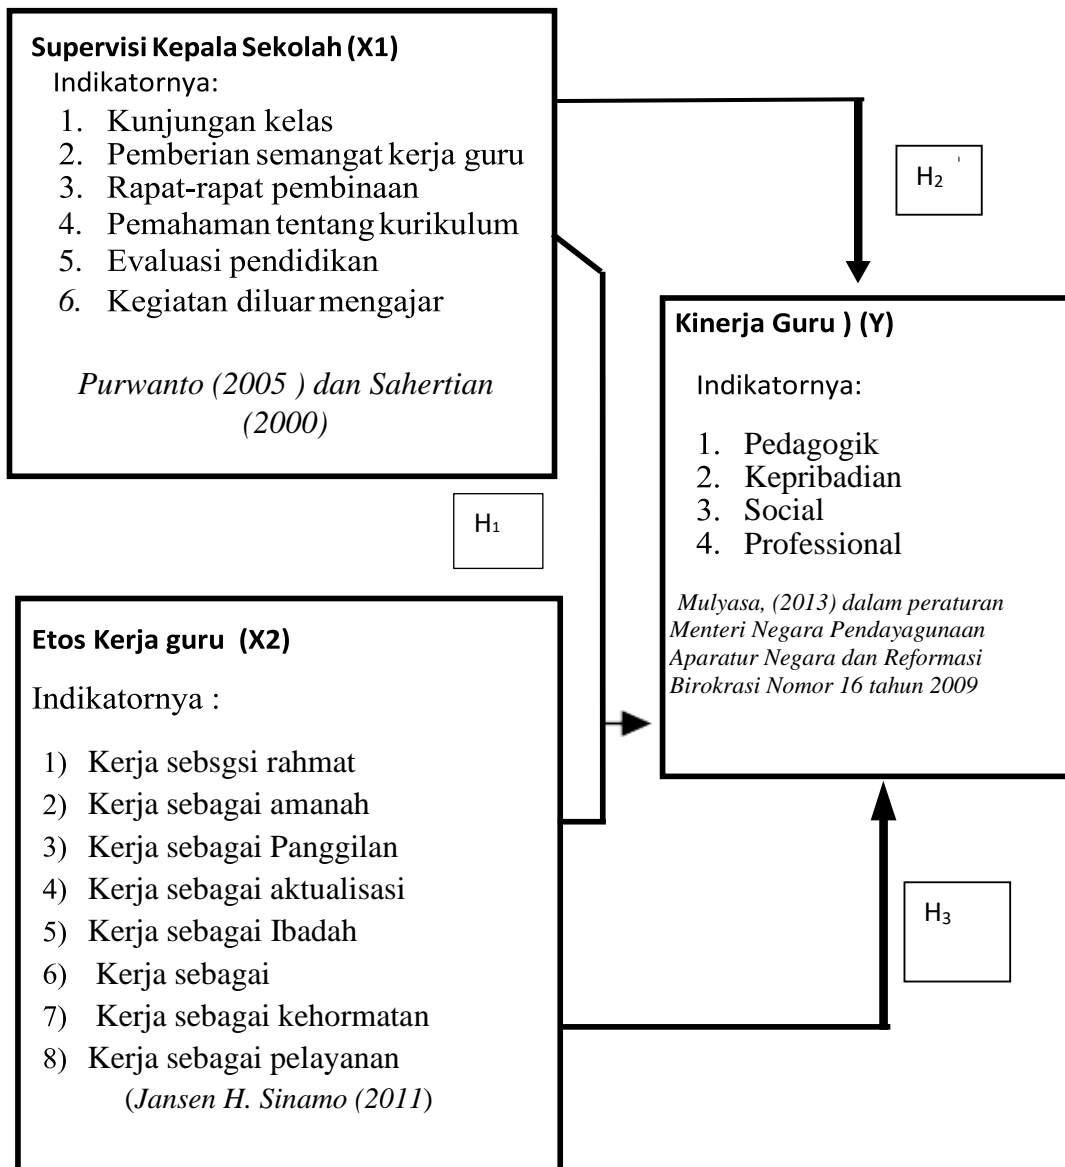 Supervisi Kepala Sekolah (X1)
Indikatornya:
1. Kunjungan kelas
2. Pemberian semangat kerja guru
3. Rapat-rapat pembinaan
4. Pemahaman tentang kurikulum
5. Evaluasi pendidikan
6. Kegiatan diluar mengajar
Purwanto (2005 ) dan Sahertian
(2000)
H2
Kinerja Guru ) (Y)
Indikatornya:
1. Pedagogik
2. Kepribadian
3. Social
4. Professional
Mulyasa, (2013) dalam peraturan
Menteri Negara Pendayagunaan
Aparatur Negara dan Reformasi
Birokrasi Nomor 16 tahun 2009
H1
Etos Kerja guru (X2)
Indikatornya :
1) Kerja sebsgsi rahmat
2) Kerja sebagai amanah
3) Kerja sebagai Panggilan
4) Kerja sebagai aktualisasi
5) Kerja sebagai Ibadah
6) Kerja sebagai
7) Kerja sebagai kehormatan
8) Kerja sebagai pelayanan
(Jansen H. Sinamo (2011)
H3